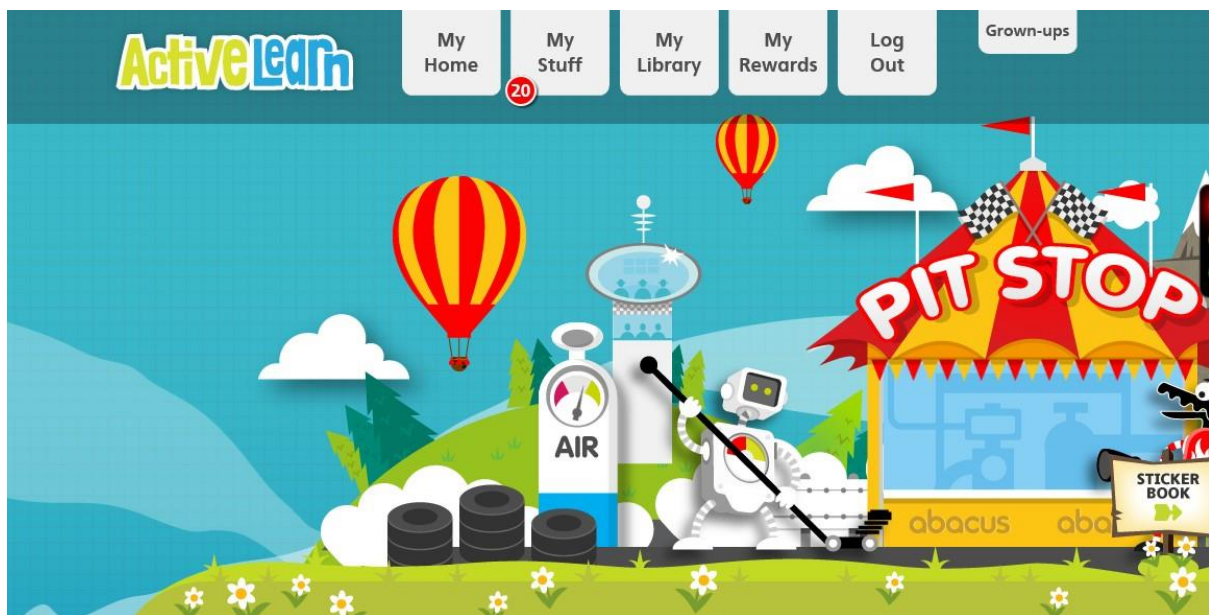 ActiveLearn
My
Home
My
Stuff
20
My
Library
My
Rewards
Log
Out
Grown-ups
PIT STOP
AIR
STICKER
BOOK
abacus